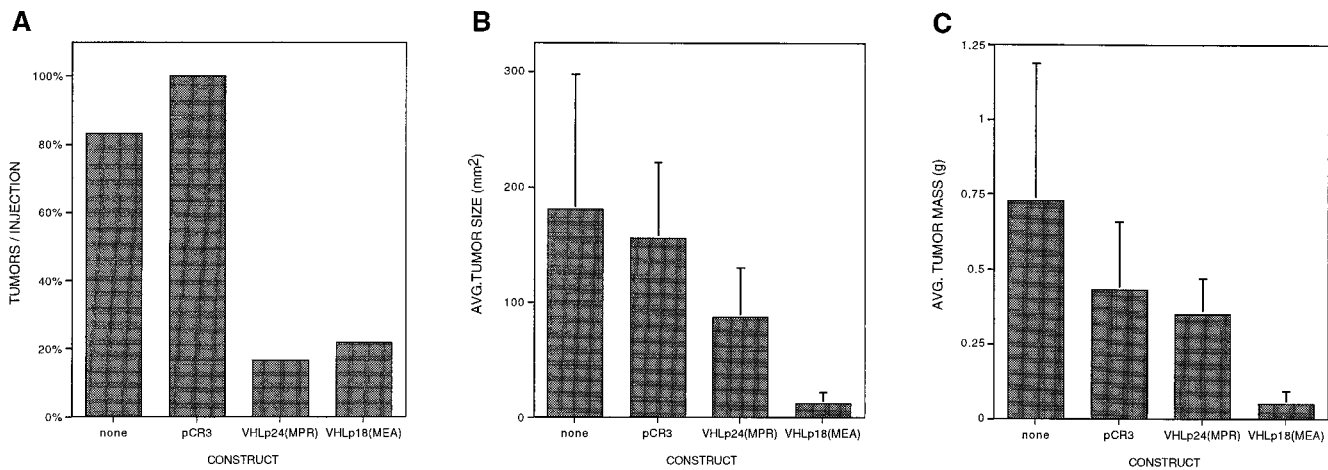 A
TUMORS / INJECTION
100%
80%
60%
40%
20%
0%
none pCR3 VHLp24(MPR) VHLp18(MEA)
CONSTRUCT
B
AVG.TUMOR SIZE (mm2)
300
200
100
0
none pCR3 VHLp24(MPR) VHLp18(MEA)
CONSTRUCT
C
AVG. TUMOR MASS (g)
1.25
1
0.75
0.5
0.25
0
none pCR3 VHLp24(MPR) VHLp18(MEA)
CONSTRUCT